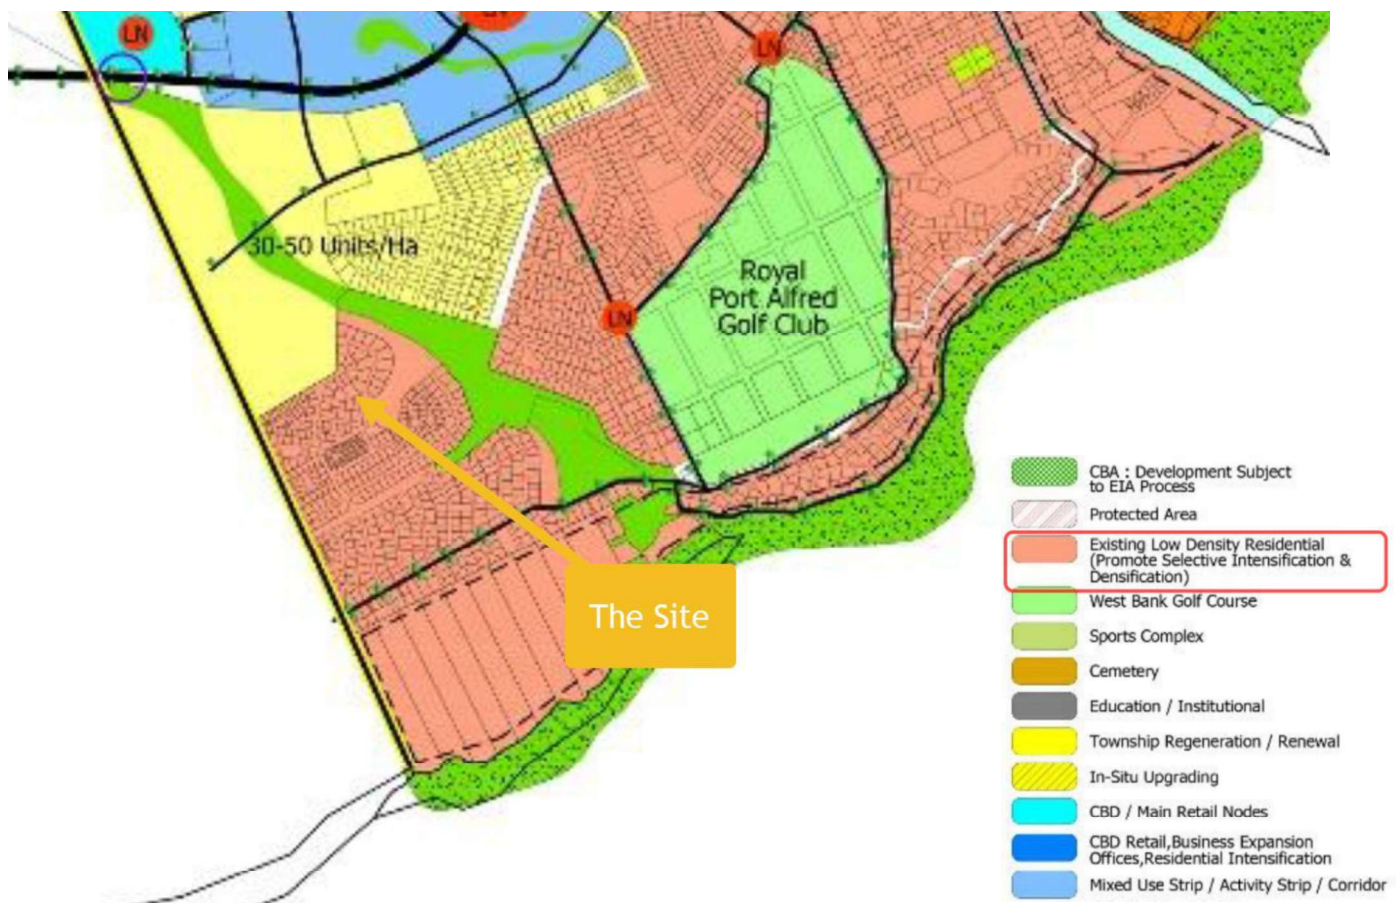 LN
LN
LN
30-50 Units/Ha
Royal
Port Alfred
Golf Club
LN
The Site
CBA : Development Subject
to EIA Process
Protected Area
Existing Low Density Residential
(Promote Selective Intensification &
Densification)
West Bank Golf Course
Sports Complex
Cemetery
Education / Institutional
Township Regeneration / Renewal
In-Situ Upgrading
CBD / Main Retail Nodes
CBD Retail,Business Expansion
Offices,Residential Intensification
Mixed Use Strip / Activity Strip / Corridor